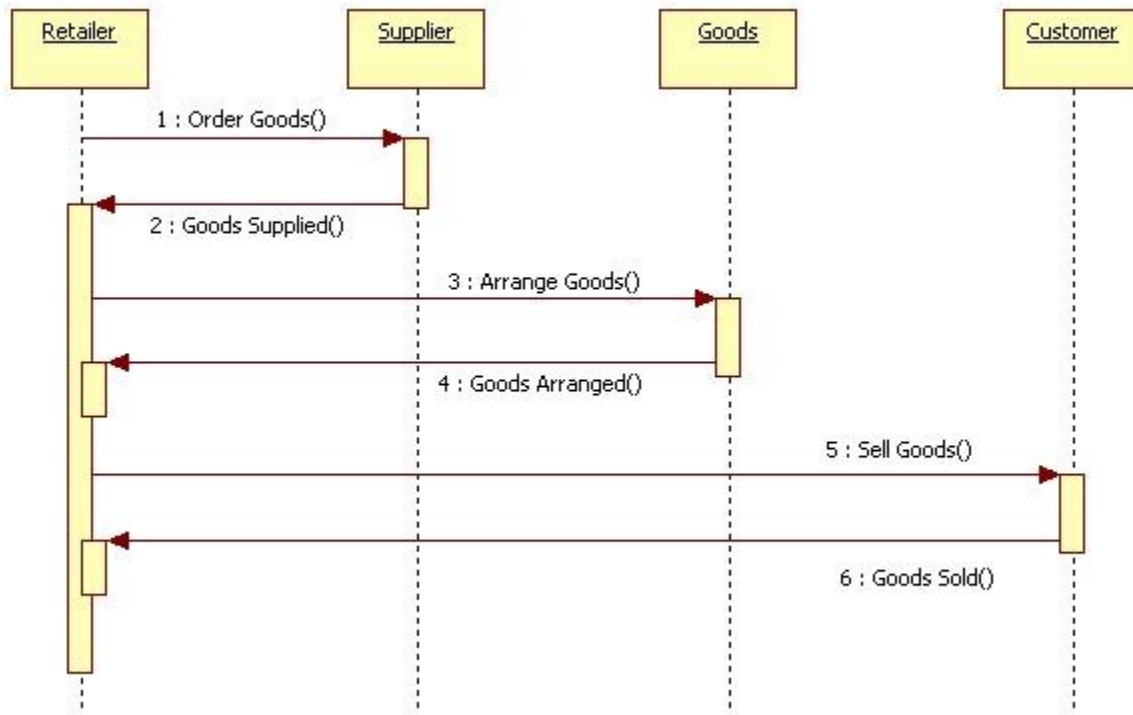 Retailer
Supplier
Goods
Customer
1 : Order Goods()
2 : Goods Supplied()
3 : Arrange Goods()
4 : Goods Arranged()
5 : Sell Goods()
6 : Goods Sold()